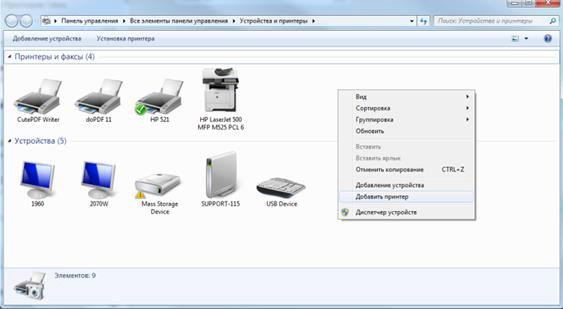 Панель управления ▸ Все элементы панели управления ▸ Устройства и принтеры ▸
Поиск: Устройства и принтеры
Добавление устройства Установка принтера
Принтеры и факсы (4)
CutePDF Writer doPDF 11 HP 521 HP LaserJet 500
MFP M525 PCL 6
Устройства (5)
1960 2070W Mass Storage SUPPORT-115 USB Device
Device
Вид
Сортировка
Группировка
Обновить
Вставить
Вставить ярлык
Отменить копирование CTRL+Z
Добавление устройства
Добавить принтер
Диспетчер устройств
Элементов: 9